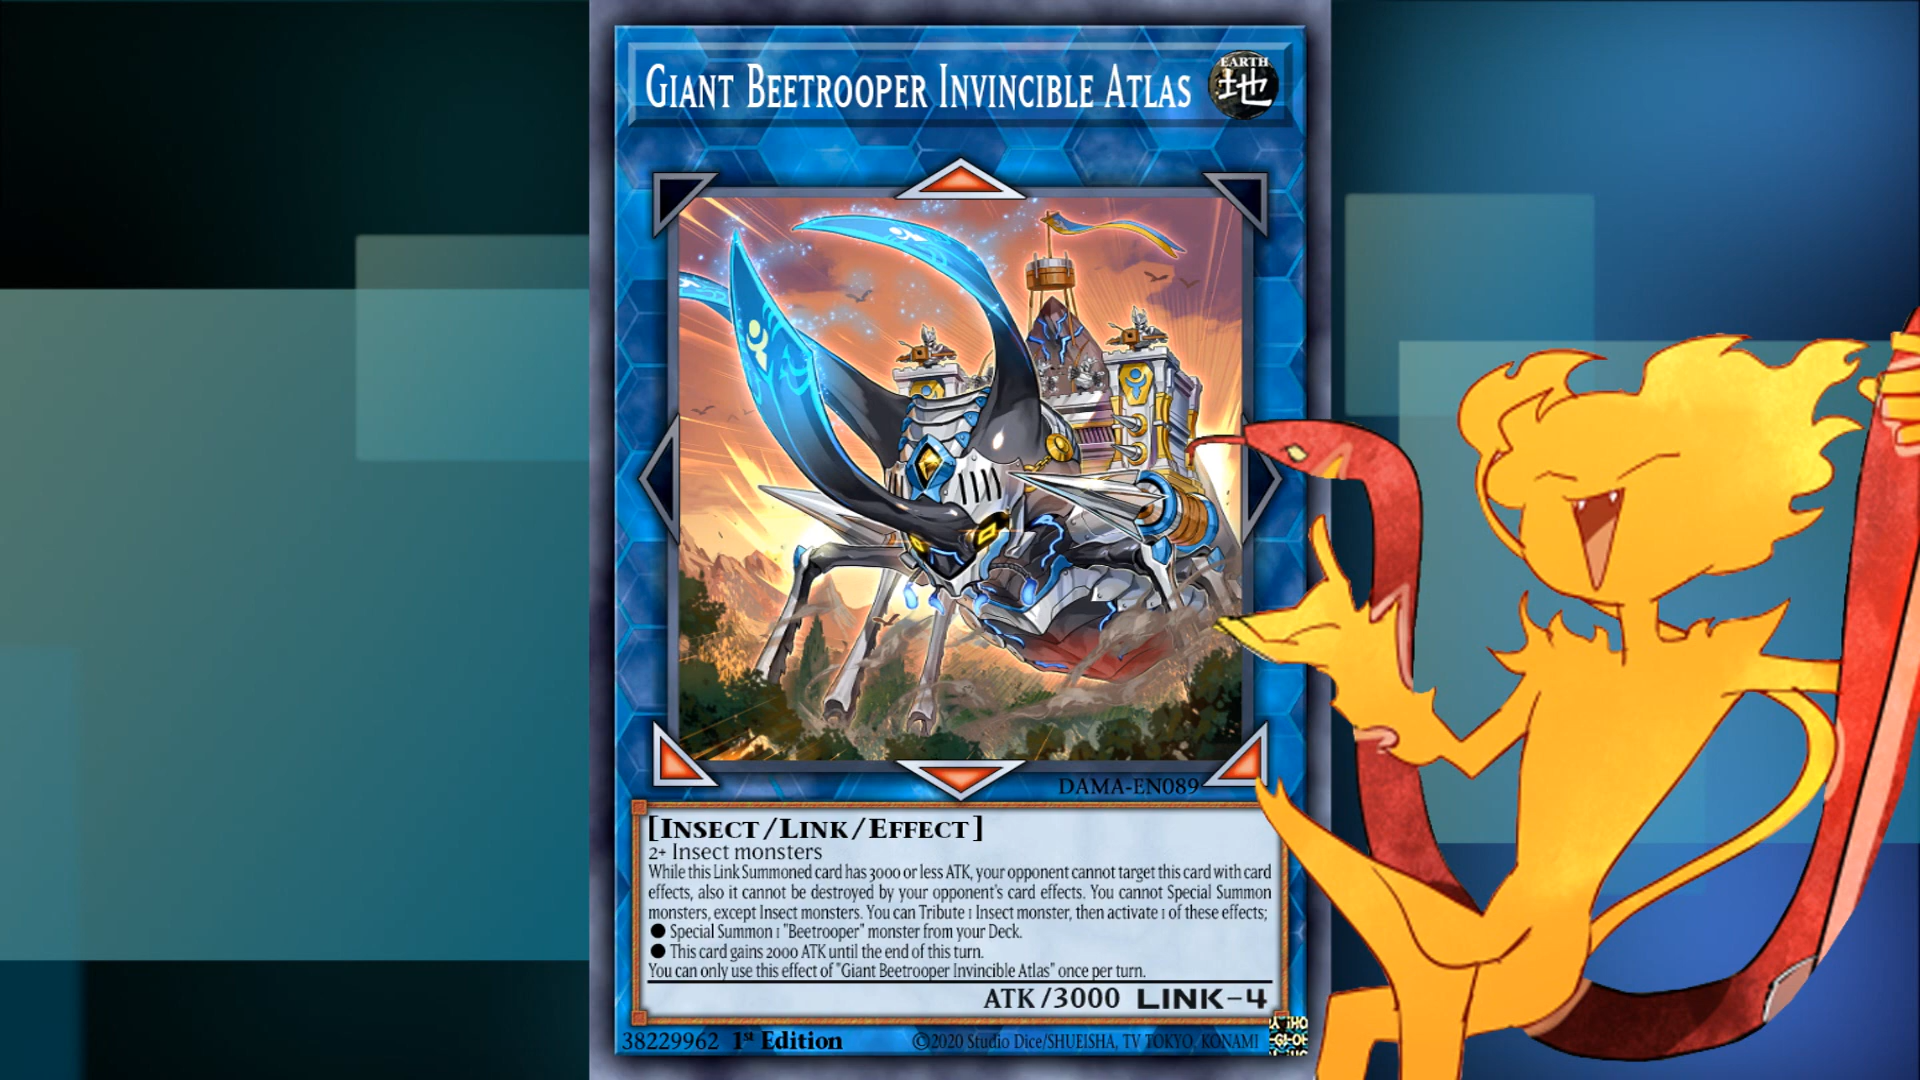 GIANT BEETROOPER INVINCIBLE ATLAS
EARTH
地
DAMA-EN089
[INSECT/LINK/EFFECT]
2+ Insect monsters
While this Link Summoned card has 3000 or less ATK, your opponent cannot target this card with card
effects, also it cannot be destroyed by your opponent's card effects. You cannot Special Summon
monsters, except Insect monsters. You can Tribute 1 Insect monster, then activate 1 of these effects;
● Special Summon 1 "Beetrooper" monster from your Deck.
● This card gains 2000 ATK until the end of this turn.
You can only use this effect of "Giant Beetrooper Invincible Atlas" once per turn.
ATK/3000 LINK-4
38229962 1st Edition ©2020 Studio Dice/SHUEISHA, TV TOKYO, KONAMI